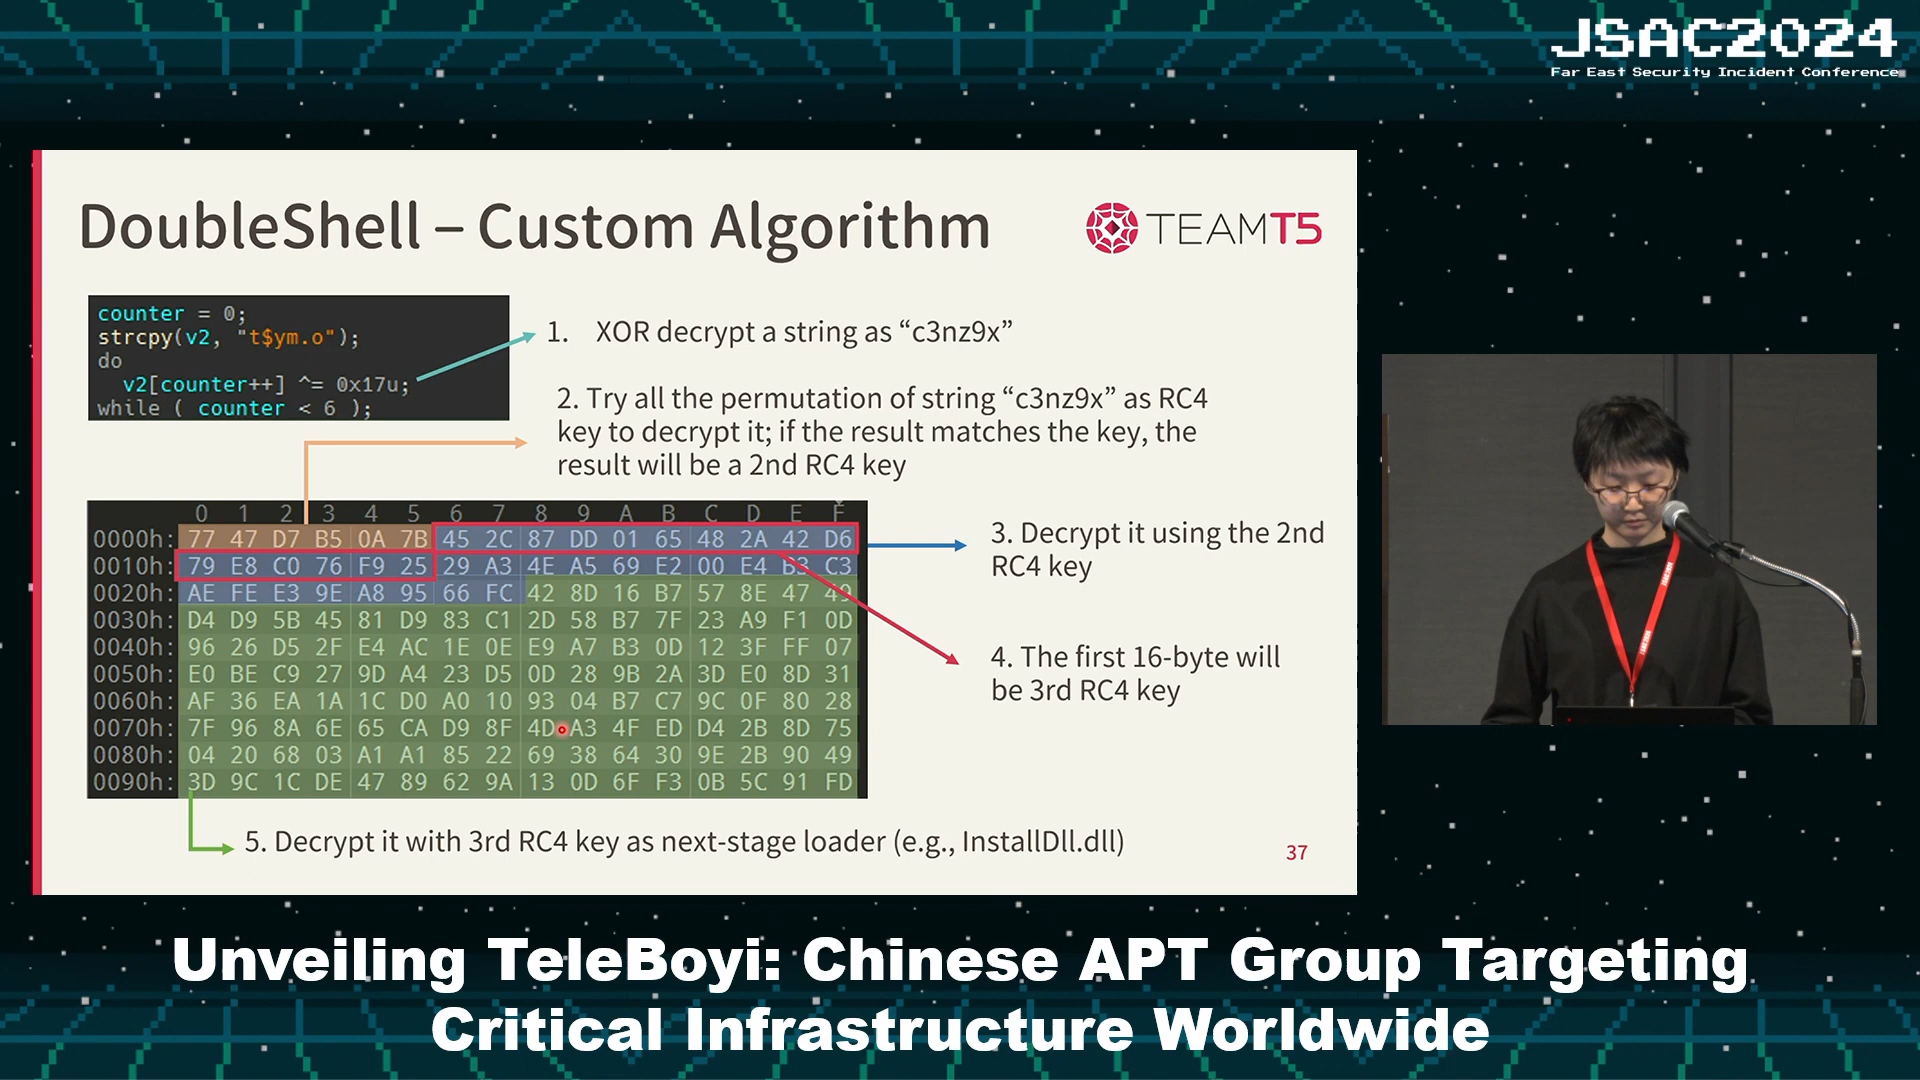 JSAC2024
Far East Security Incident Conference
DoubleShell – Custom Algorithm
TEAMT5
counter = 0;
strcpy(v2, "t$ym.o");
do
v2[counter++] ^= 0x17u;
while ( counter < 6 );
1. XOR decrypt a string as “c3nz9x”
2. Try all the permutation of string “c3nz9x” as RC4
key to decrypt it; if the result matches the key, the
result will be a 2nd RC4 key
0 1 2 3 4 5 6 7 8 9 A B C D E F
0000h: 77 47 D7 B5 0A 7B 45 2C 87 DD 01 65 48 2A 42 D6
0010h: 79 E8 C0 76 F9 25 29 A3 4E A5 69 E2 00 E4 B3 C3
0020h: AE FE E3 9E A8 95 66 FC 42 8D 16 B7 57 8E 47 49
0030h: D4 D9 5B 45 81 D9 83 C1 2D 58 B7 7F 23 A9 F1 0D
0040h: 96 26 D5 2F E4 AC 1E 0E E9 A7 B3 0D 12 3F FF 07
0050h: E0 BE C9 27 9D A4 23 D5 0D 28 9B 2A 3D E0 8D 31
0060h: AF 36 EA 1A 1C D0 A0 10 93 04 B7 C7 9C 0F 80 28
0070h: 7F 96 8A 6E 65 CA D9 8F 4D A3 4F ED D4 2B 8D 75
0080h: 04 20 68 03 A1 A1 85 22 69 38 64 30 9E 2B 90 49
0090h: 3D 9C 1C DE 47 89 62 9A 13 0D 6F F3 0B 5C 91 FD
3. Decrypt it using the 2nd
RC4 key
4. The first 16-byte will
be 3rd RC4 key
5. Decrypt it with 3rd RC4 key as next-stage loader (e.g., InstallDll.dll)
37
Unveiling TeleBoyi: Chinese APT Group Targeting
Critical Infrastructure Worldwide